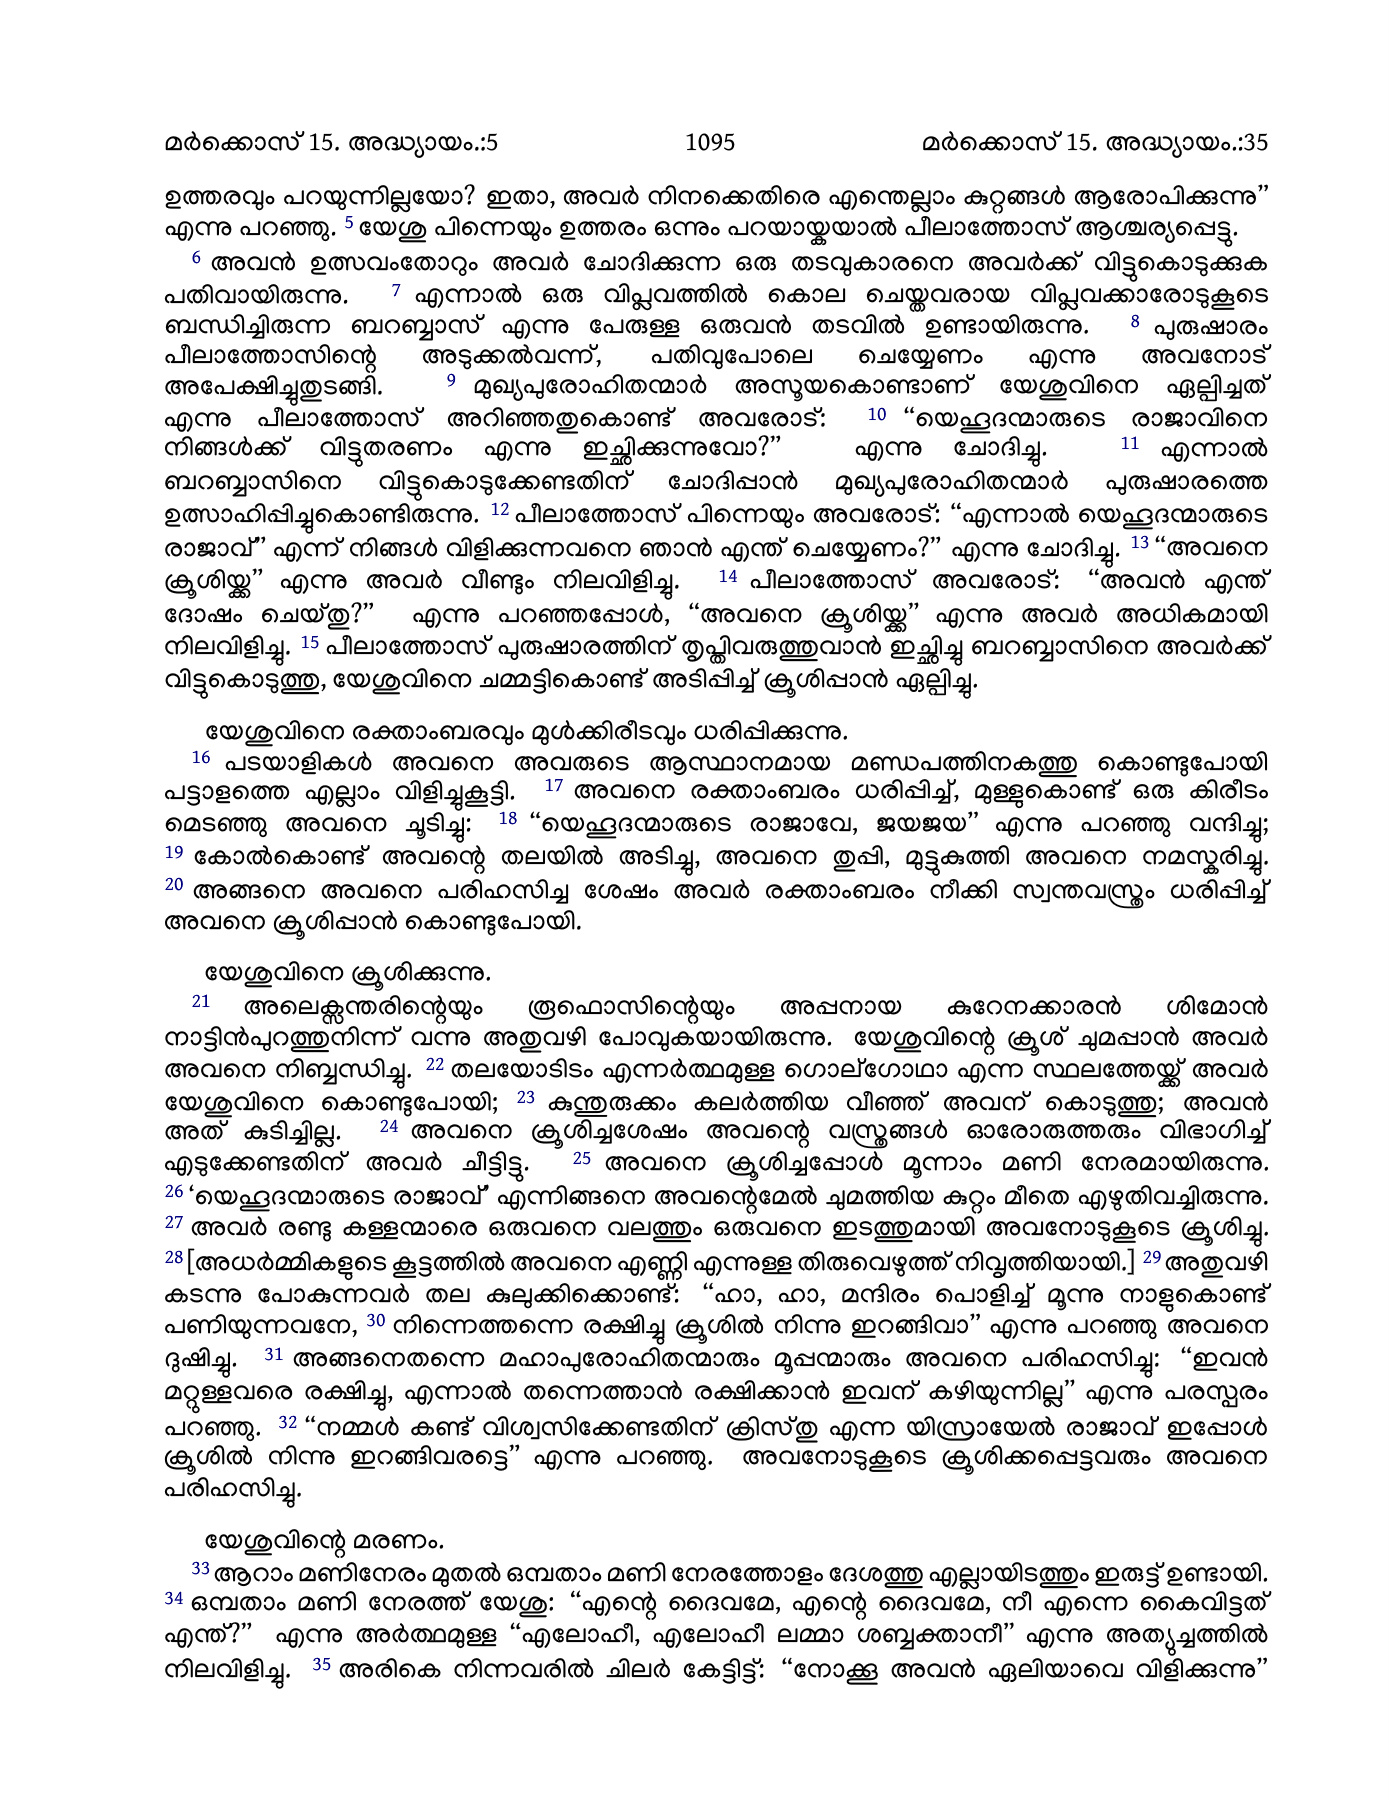 മർക്കൊസ് 15. അദ്ധ്യായം.:5 1095 മർക്കൊസ് 15. അദ്ധ്യായം.:35
ഉത്തരവും പറയുന്നില്ലയോ? ഇതാ, അവർ നിനക്കെതിരെ എന്തെല്ലാം കുറ്റങ്ങൾ ആരോപിക്കുന്നു”
എന്നു പറഞ്ഞു. 5 യേശു പിന്നെയും ഉത്തരം ഒന്നും പറയായ്കയാൽ പീലാത്തോസ് ആശ്ചര്യപ്പെട്ടു.
6 അവൻ ഉത്സവംതോറും അവർ ചോദിക്കുന്ന ഒരു തടവുകാരനെ അവർക്ക് വിട്ടുകൊടുക്കുക
പതിവായിരുന്നു. 7 എന്നാൽ ഒരു വിപ്ലവത്തിൽ കൊല ചെയ്തവരായ വിപ്ലവക്കാരോടുകൂടെ
ബന്ധിച്ചിരുന്ന ബറബ്ബാസ് എന്നു പേരുള്ള ഒരുവൻ തടവിൽ ഉണ്ടായിരുന്നു. 8 പുരുഷാരം
പീലാത്തോസിന്റെ അടുക്കൽവന്ന്, പതിവുപോലെ ചെയ്യേണം എന്നു അവനോട്
അപേക്ഷിച്ചുതുടങ്ങി. 9 മുഖ്യപുരോഹിതന്മാർ അസൂയകൊണ്ടാണ് യേശുവിനെ ഏല്പിച്ചത്
എന്നു പീലാത്തോസ് അറിഞ്ഞതുകൊണ്ട് അവരോട്: 10 “യെഹൂദന്മാരുടെ രാജാവിനെ
നിങ്ങൾക്ക് വിട്ടുതരണം എന്നു ഇച്ഛിക്കുന്നുവോ?” എന്നു ചോദിച്ചു. 11 എന്നാൽ
ബറബ്ബാസിനെ വിട്ടുകൊടുക്കേണ്ടതിന് ചോദിപ്പാൻ മുഖ്യപുരോഹിതന്മാർ പുരുഷാരത്തെ
ഉത്സാഹിപ്പിച്ചുകൊണ്ടിരുന്നു. 12 പീലാത്തോസ് പിന്നെയും അവരോട്: “എന്നാൽ യെഹൂദന്മാരുടെ
രാജാവ്” എന്ന് നിങ്ങൾ വിളിക്കുന്നവനെ ഞാൻ എന്ത് ചെയ്യേണം?” എന്നു ചോദിച്ചു. 13 “അവനെ
ക്രൂശിയ്ക്ക” എന്നു അവർ വീണ്ടും നിലവിളിച്ചു. 14 പീലാത്തോസ് അവരോട്: “അവൻ എന്ത്
ദോഷം ചെയ്തു?” എന്നു പറഞ്ഞപ്പോൾ, “അവനെ ക്രൂശിയ്ക്ക” എന്നു അവർ അധികമായി
നിലവിളിച്ചു. 15 പീലാത്തോസ് പുരുഷാരത്തിന് തൃപ്തിവരുത്തുവാൻ ഇച്ഛിച്ചു ബറബ്ബാസിനെ അവർക്ക്
വിട്ടുകൊടുത്തു, യേശുവിനെ ചമ്മട്ടികൊണ്ട് അടിപ്പിച്ച് ക്രൂശിപ്പാൻ ഏല്പിച്ചു.
യേശുവിനെ രക്താംബരവും മുൾക്കിരീടവും ധരിപ്പിക്കുന്നു.
16 പടയാളികൾ അവനെ അവരുടെ ആസ്ഥാനമായ മണ്ഡപത്തിനകത്തു കൊണ്ടുപോയി
പട്ടാളത്തെ എല്ലാം വിളിച്ചുകൂട്ടി. 17 അവനെ രക്താംബരം ധരിപ്പിച്ച്, മുള്ളുകൊണ്ട് ഒരു കിരീടം
മെടഞ്ഞു അവനെ ചൂടിച്ചു: 18 “യെഹൂദന്മാരുടെ രാജാവേ, ജയജയ” എന്നു പറഞ്ഞു വന്ദിച്ചു;
19 കോൽകൊണ്ട് അവന്റെ തലയിൽ അടിച്ചു, അവനെ തുപ്പി, മുട്ടുകുത്തി അവനെ നമസ്കരിച്ചു.
20 അങ്ങനെ അവനെ പരിഹസിച്ച ശേഷം അവർ രക്താംബരം നീക്കി സ്വന്തവസ്ത്രം ധരിപ്പിച്ച്
അവനെ ക്രൂശിപ്പാൻ കൊണ്ടുപോയി.
യേശുവിനെ ക്രൂശിക്കുന്നു.
21 അലെക്സന്തരിന്റെയും രൂഫൊസിന്റെയും അപ്പനായ കുറേനക്കാരൻ ശിമോൻ
നാട്ടിൻപുറത്തുനിന്ന് വന്നു അതുവഴി പോവുകയായിരുന്നു. യേശുവിന്റെ ക്രൂശ് ചുമപ്പാൻ അവർ
അവനെ നിബ്ബന്ധിച്ചു. 22 തലയോടിടം എന്നർത്ഥമുള്ള ഗൊല്ഗോഥാ എന്ന സ്ഥലത്തേയ്ക്ക് അവർ
യേശുവിനെ കൊണ്ടുപോയി; 23 കുന്തുരുക്കം കലർത്തിയ വീഞ്ഞ് അവന് കൊടുത്തു; അവൻ
അത് കുടിച്ചില്ല. 24 അവനെ ക്രൂശിച്ചശേഷം അവന്റെ വസ്ത്രങ്ങൾ ഓരോരുത്തരും വിഭാഗിച്ച്
എടുക്കേണ്ടതിന് അവർ ചീട്ടിട്ടു. 25 അവനെ ക്രൂശിച്ചപ്പോൾ മൂന്നാം മണി നേരമായിരുന്നു.
26 ‘യെഹൂദന്മാരുടെ രാജാവ്’ എന്നിങ്ങനെ അവന്റെമേൽ ചുമത്തിയ കുറ്റം മീതെ എഴുതിവച്ചിരുന്നു.
27 അവർ രണ്ടു കള്ളന്മാരെ ഒരുവനെ വലത്തും ഒരുവനെ ഇടത്തുമായി അവനോടുകൂടെ ക്രൂശിച്ചു.
28 [അധർമ്മികളുടെ കൂട്ടത്തിൽ അവനെ എണ്ണി എന്നുള്ള തിരുവെഴുത്ത് നിവൃത്തിയായി.] 29 അതുവഴി
കടന്നു പോകുന്നവർ തല കുലുക്കിക്കൊണ്ട്: “ഹാ, ഹാ, മന്ദിരം പൊളിച്ച് മൂന്നു നാളുകൊണ്ട്
പണിയുന്നവനേ, 30 നിന്നെത്തന്നെ രക്ഷിച്ചു ക്രൂശിൽ നിന്നു ഇറങ്ങിവാ” എന്നു പറഞ്ഞു അവനെ
ദുഷിച്ചു. 31 അങ്ങനെതന്നെ മഹാപുരോഹിതന്മാരും മൂപ്പന്മാരും അവനെ പരിഹസിച്ചു: “ഇവൻ
മറ്റുള്ളവരെ രക്ഷിച്ചു, എന്നാൽ തന്നെത്താൻ രക്ഷിക്കാൻ ഇവന് കഴിയുന്നില്ല” എന്നു പരസ്പരം
പറഞ്ഞു. 32 “നമ്മൾ കണ്ട് വിശ്വസിക്കേണ്ടതിന് ക്രിസ്തു എന്ന യിസ്രായേൽ രാജാവ് ഇപ്പോൾ
ക്രൂശിൽ നിന്നു ഇറങ്ങിവരട്ടെ” എന്നു പറഞ്ഞു. അവനോടുകൂടെ ക്രൂശിക്കപ്പെട്ടവരും അവനെ
പരിഹസിച്ചു.
യേശുവിന്റെ മരണം.
33 ആറാം മണിനേരം മുതൽ ഒമ്പതാം മണി നേരത്തോളം ദേശത്തു എല്ലായിടത്തും ഇരുട്ട് ഉണ്ടായി.
34 ഒമ്പതാം മണി നേരത്ത് യേശു: “എന്റെ ദൈവമേ, എന്റെ ദൈവമേ, നീ എന്നെ കൈവിട്ടത്
എന്ത്?” എന്നു അർത്ഥമുള്ള “എലോഹീ, എലോഹീ ലമ്മാ ശബ്ബക്താനീ” എന്നു അത്യുച്ചത്തിൽ
നിലവിളിച്ചു. 35 അരികെ നിന്നവരിൽ ചിലർ കേട്ടിട്ട്: “നോക്കൂ അവൻ ഏലിയാവെ വിളിക്കുന്നു”